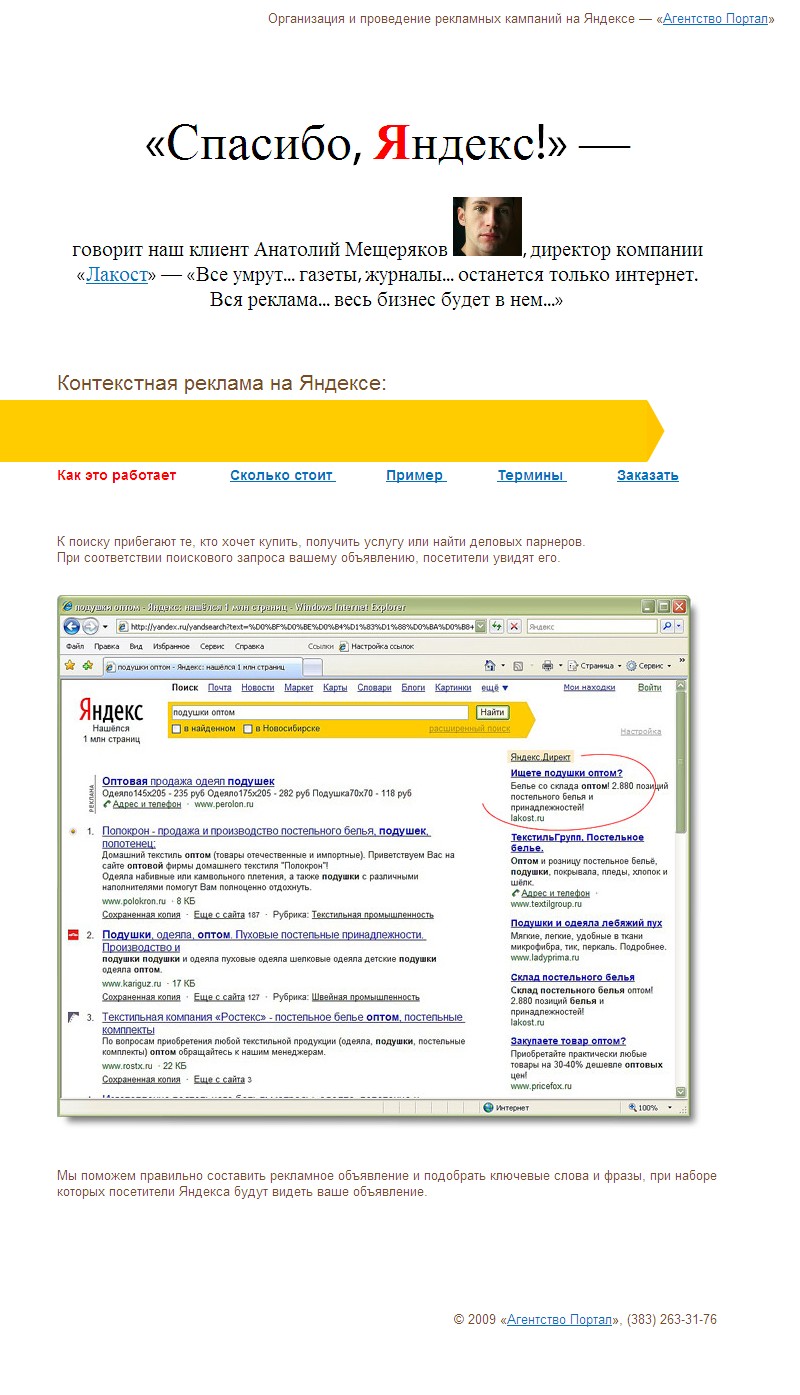 Организация и проведение рекламных кампаний на Яндексе — «Агентство Портал»
«Спасибо, Яндекс!» —
говорит наш клиент Анатолий Мещеряков , директор компании
«Лакост» — «Все умрут... газеты, журналы... останется только интернет.
Вся реклама... весь бизнес будет в нем...»
Контекстная реклама на Яндексе:
Как это работает Сколько стоит Пример Термины Заказать
К поиску прибегают те, кто хочет купить, получить услугу или найти деловых парнеров.
При соответствии поискового запроса вашему объявлению, посетители увидят его.
подушки оптом - Яндекс: нашёлся 1 млн страниц - Windows Internet Explorer
http://yandex.ru/yandsearch?text=%D0%BF%D0%BE%D0%B4%D1%83%D1%88%D0%BA%D0%B8+ Яндекс
Файл Правка Вид Избранное Сервис Справка Ссылки Настройка ссылок
подушки оптом - Яндекс: нашёлся 1 млн страниц Страница Сервис »
Поиск Почта Новости Маркет Карты Словари Блоги Картинки ещё ▼ Мои находки Войти
Яндекс
Нашёлся
1 млн страниц
подушки оптом Найти
в найденном в Новосибирске расширенный поиск
Настройка
РЕКЛАМА
Оптовая продажа одеял подушек
Одеяло145х205 - 235 руб Одеяло175х205 - 282 руб Подушка70х70 - 118 руб
Адрес и телефон · www.perolon.ru
1. Полокрон - продажа и производство постельного белья, подушек,
полотенец:
Домашний текстиль оптом (товары отечественные и импортные). Приветствуем Вас на
сайте оптовой фирмы домашнего текстиля "Полокрон"!
Одеяла набивные или камвольного плетения, а также подушки с различными
наполнителями помогут Вам полноценно отдохнуть.
www.polokron.ru · 8 КБ
Сохраненная копия · Еще с сайта 187 · Рубрика: Текстильная промышленность
2. Подушки, одеяла, оптом. Пуховые постельные принадлежности.
Производство и
подушки подушки и одеяла пуховые одеяла шелковые одеяла детские подушки
одеяла оптом.
www.kariguz.ru · 17 КБ
Сохраненная копия · Еще с сайта 127 · Рубрика: Швейная промышленность
3. Текстильная компания «Ростекс» - постельное белье оптом, постельные
комплекты
По вопросам приобретения любой текстильной продукции (одеяла, подушки, постельные
комплекты) оптом обращайтесь к нашим менеджерам.
www.rostx.ru · 22 КБ
Сохраненная копия · Еще с сайта 3
Яндекс.Директ
Ищете подушки оптом?
Белье со склада оптом! 2.880 позиций
постельного белья и
принадлежностей!
lakost.ru
ТекстильГрупп, Постельное
белье.
Оптом и розницу постельное бельё,
подушки, покрывала, пледы, хлопок и
шёлк.
Адрес и телефон ·
www.textilgroup.ru
Подушки и одеяла лебяжий пух
Мягкие, легкие, удобные в ткани
микрофибра, тик, перкаль. Подробнее.
www.ladyprima.ru
Склад постельного белья
Склад постельного белья оптом!
2.880 позиций белья и
принадлежностей!
lakost.ru
Закупаете товар оптом?
Приобретайте практически любые
товары на 30-40% дешевле оптовых
цен!
www.pricefox.ru
Интернет 100%
Мы поможем правильно составить рекламное объявление и подобрать ключевые слова и фразы, при наборе
которых посетители Яндекса будут видеть ваше объявление.
© 2009 «Агентство Портал», (383) 263-31-76